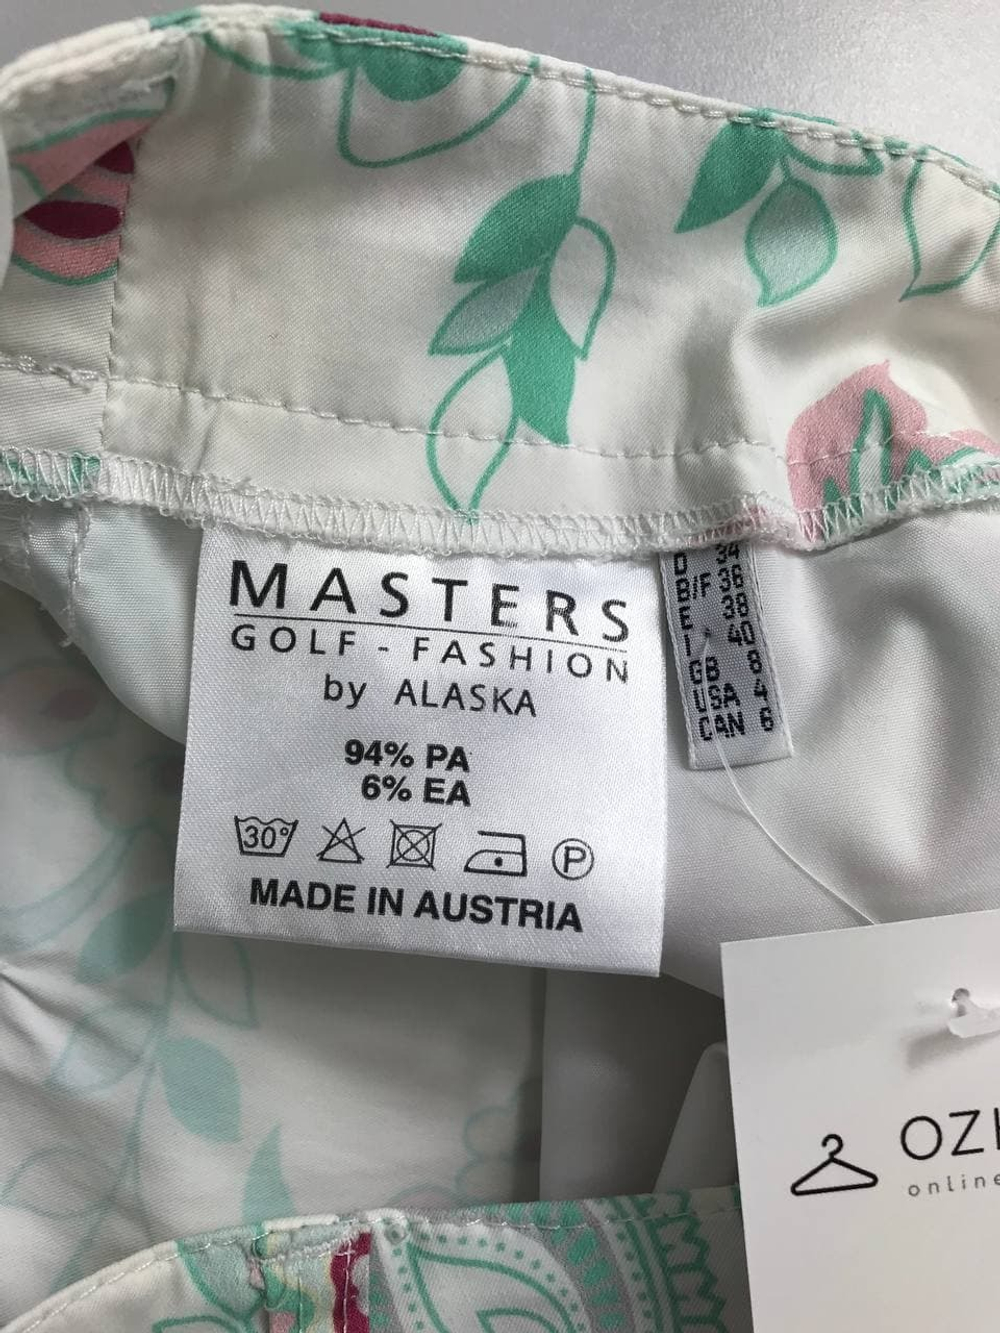 MASTERS
GOLF - FASHION
by ALASKA
94% PA
6% EA
30°
P
MADE IN AUSTRIA
D 34
B/F 36
E 38
I 40
GB 8
USA 4
CAN 6
online